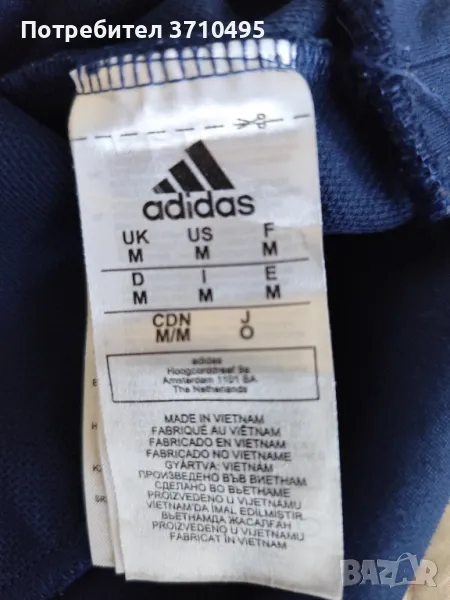 Потребител 3710495
adidas
UK US F
M M M
D I E
M M M
CDN J
M/M O
adidas
Hoogoorddreef 9a
Amsterdam 1101 BA
The Netherlands
MADE IN VIETNAM
FABRIQUÉ AU VIETNAM
FABRICADO EN VIETNAM
FABRICADO NO VIETNAME
GYÁRTVA: VIETNAM
ПРОИЗВЕДЕНО ВЪВ ВИЕТНАМ
СДЕЛАНО ВО ВЬЕТНАМЕ
PROIZVEDENO U VIJETNAMU
VIETNAM'DA İMAL EDİLMİSTIR.
ВЬЕТНАМДА ЖАСАЛҒАН
PROIZVEDENO U VIJETNAMU
FABRICAT ÎN VIETNAM
BAZAR